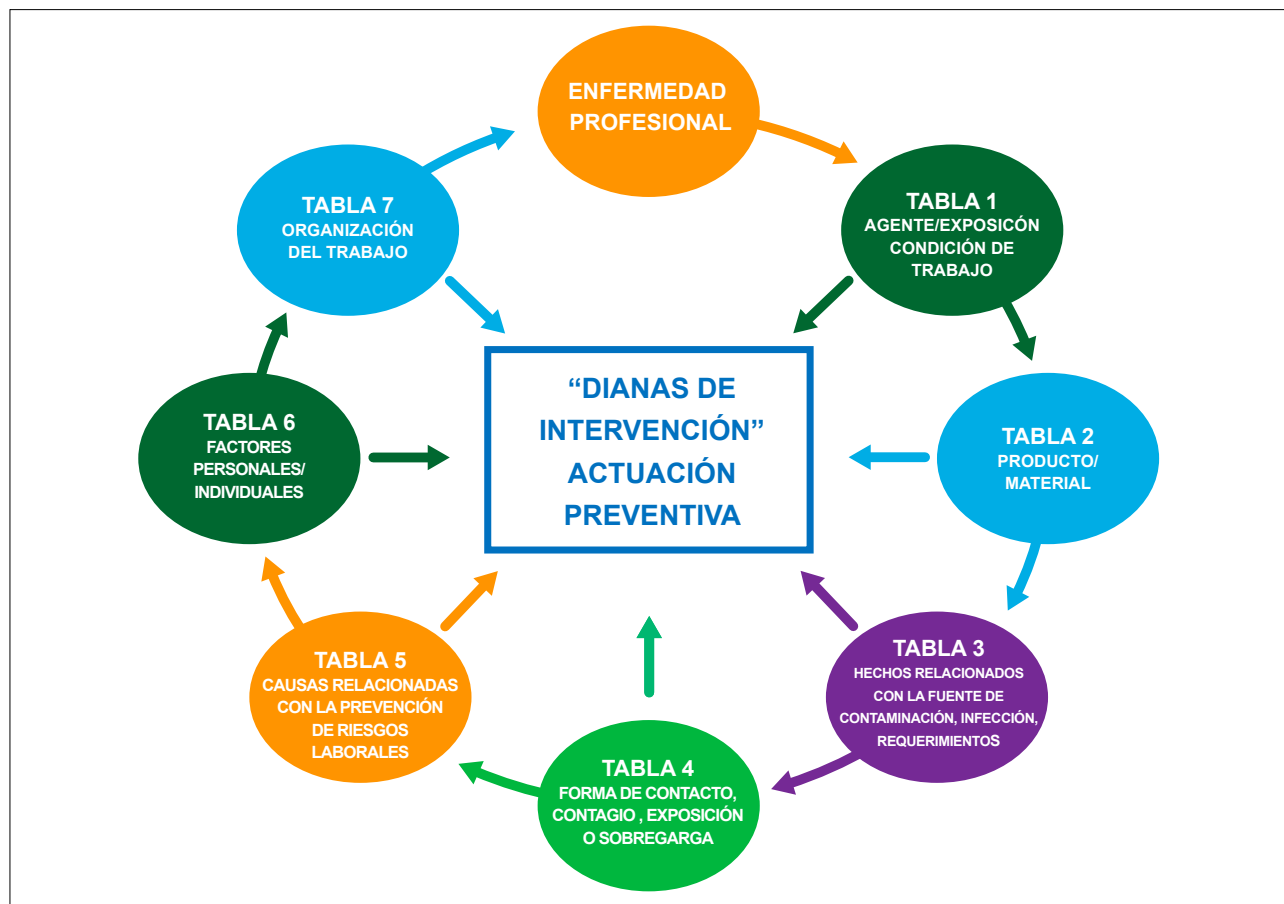 ENFERMEDAD
PROFESIONAL
TABLA 1
AGENTE/EXPOSICÓN
CONDICIÓN DE
TRABAJO
TABLA 2
PRODUCTO/
MATERIAL
TABLA 3
HECHOS RELACIONADOS
CON LA FUENTE DE
CONTAMINACIÓN, INFECCIÓN,
REQUERIMIENTOS
TABLA 4
FORMA DE CONTACTO,
CONTAGIO , EXPOSICIÓN
O SOBREGARGA
TABLA 5
CAUSAS RELACIONADAS
CON LA PREVENCIÓN
DE RIESGOS
LABORALES
TABLA 6
FACTORES
PERSONALES/
INDIVIDUALES
TABLA 7
ORGANIZACIÓN
DEL TRABAJO
“DIANAS DE
INTERVENCIÓN”
ACTUACIÓN
PREVENTIVA